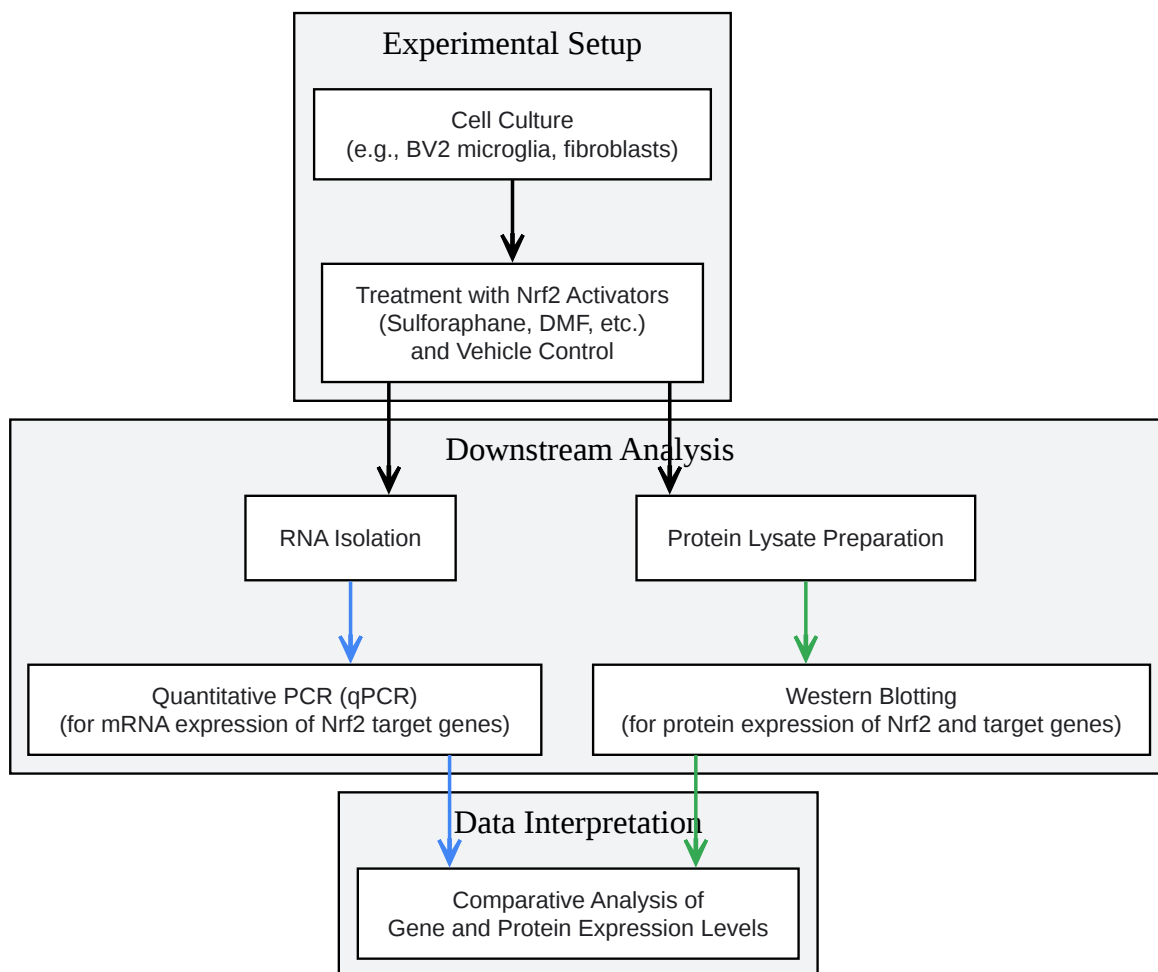 Experimental Setup
Cell Culture
(e.g., BV2 microglia, fibroblasts)
Treatment with Nrf2 Activators
(Sulforaphane, DMF, etc.)
and Vehicle Control
Downstream Analysis
RNA Isolation
Protein Lysate Preparation
Quantitative PCR (qPCR)
(for mRNA expression of Nrf2 target genes)
Western Blotting
(for protein expression of Nrf2 and target genes)
Data Interpretation
Comparative Analysis of
Gene and Protein Expression Levels